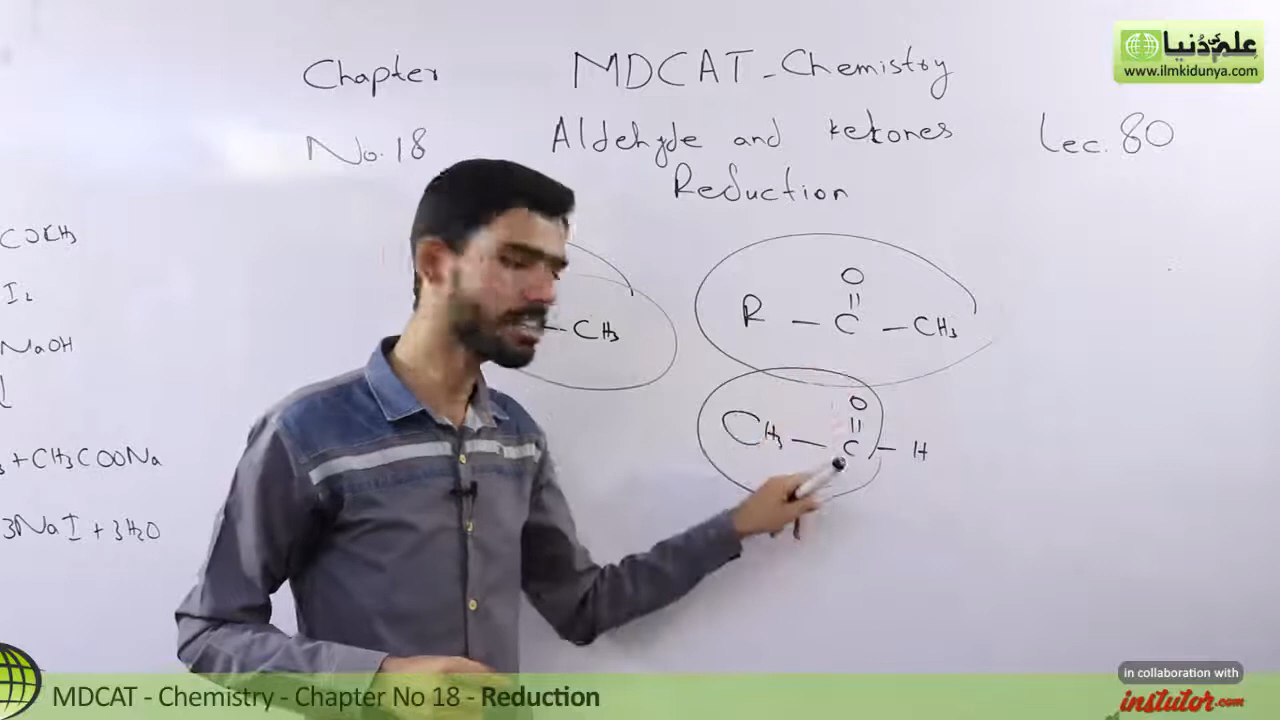 علم کی دنیا
www.ilmkidunya.com
Chapter
No. 18
MDCAT - Chemistry
Aldehyde and ketones
Reduction
Lec. 80
I₂
NaOH
+ CH₃COONa
3NaI + 3H₂O
— CH₃
O
||
R — C — CH₃
O
||
CH₃ — C — H
MDCAT - Chemistry - Chapter No 18 - Reduction
in collaboration with
instutor.com